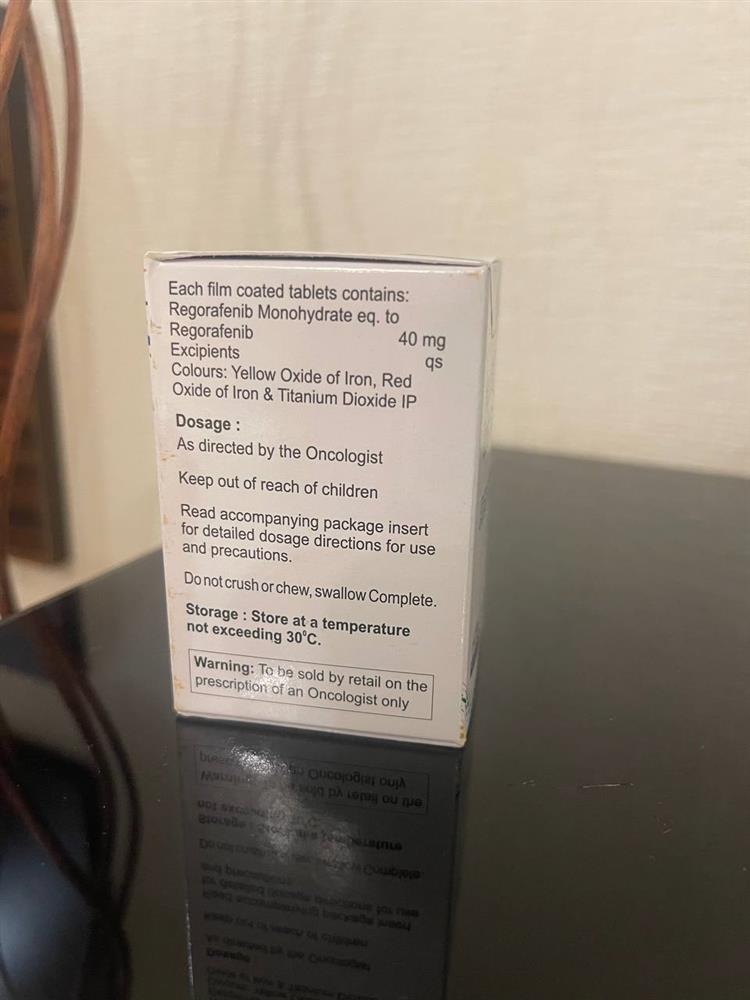 Each film coated tablets contains:
Regorafenib Monohydrate eq. to
Regorafenib 40 mg
Excipients qs
Colours: Yellow Oxide of Iron, Red
Oxide of Iron & Titanium Dioxide IP
Dosage :
As directed by the Oncologist
Keep out of reach of children
Read accompanying package insert
for detailed dosage directions for use
and precautions.
Do not crush or chew, swallow Complete.
Storage : Store at a temperature
not exceeding 30°C.
Warning: To be sold by retail on the
prescription of an Oncologist only